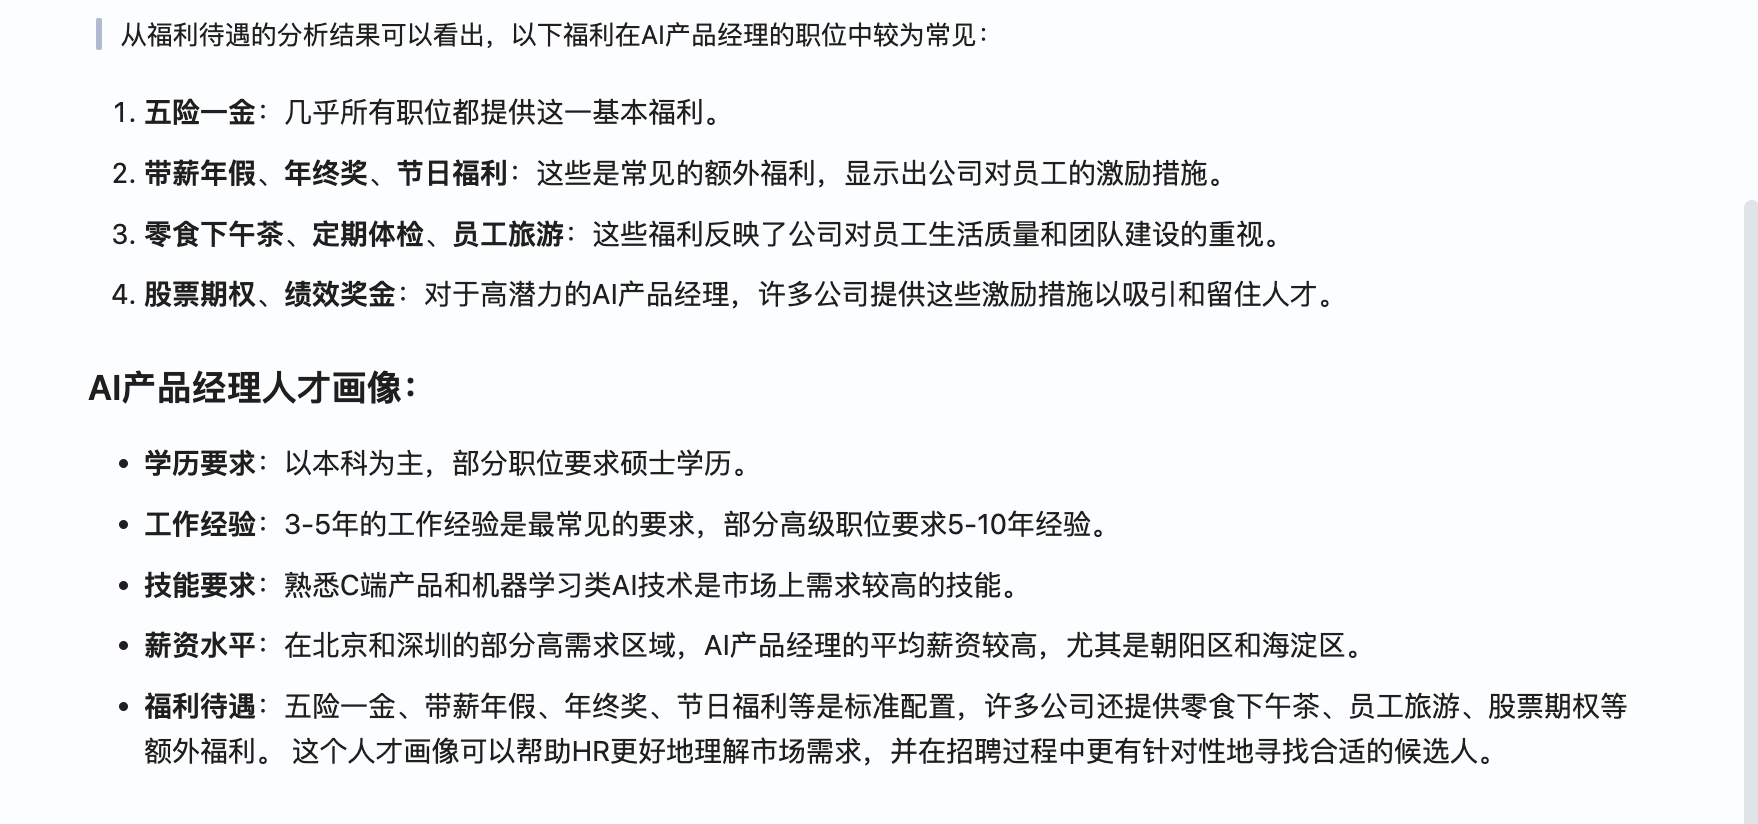 从福利待遇的分析结果可以看出，以下福利在AI产品经理的职位中较为常见：
1. 五险一金：几乎所有职位都提供这一基本福利。
2. 带薪年假、年终奖、节日福利：这些是常见的额外福利，显示出公司对员工的激励措施。
3. 零食下午茶、定期体检、员工旅游：这些福利反映了公司对员工生活质量和团队建设的重视。
4. 股票期权、绩效奖金：对于高潜力的AI产品经理，许多公司提供这些激励措施以吸引和留住人才。
AI产品经理人才画像：
• 学历要求：以本科为主，部分职位要求硕士学历。
• 工作经验：3-5年的工作经验是最常见的要求，部分高级职位要求5-10年经验。
• 技能要求：熟悉C端产品和机器学习类AI技术是市场上需求较高的技能。
• 薪资水平：在北京和深圳的部分高需求区域，AI产品经理的平均薪资较高，尤其是朝阳区和海淀区。
• 福利待遇：五险一金、带薪年假、年终奖、节日福利等是标准配置，许多公司还提供零食下午茶、员工旅游、股票期权等
额外福利。 这个人才画像可以帮助HR更好地理解市场需求，并在招聘过程中更有针对性地寻找合适的候选人。